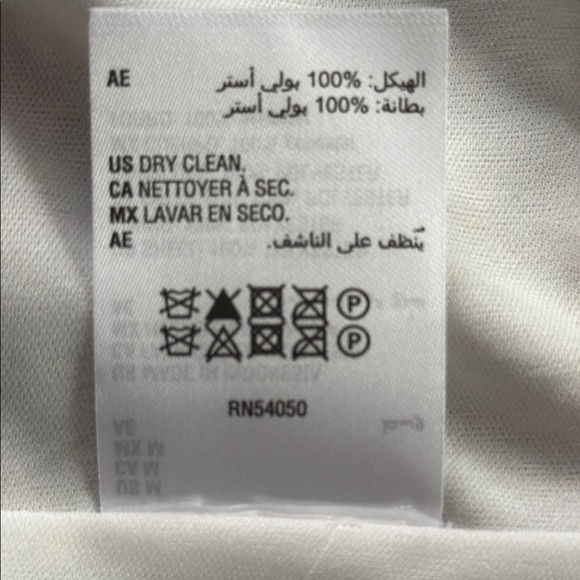 AE الهيكل: 100% بولي أستر
بطانة: 100% بولي أستر
US DRY CLEAN.
CA NETTOYER À SEC.
MX LAVAR EN SECO.
AE يُنظف على الناشف.
P
P
RN54050